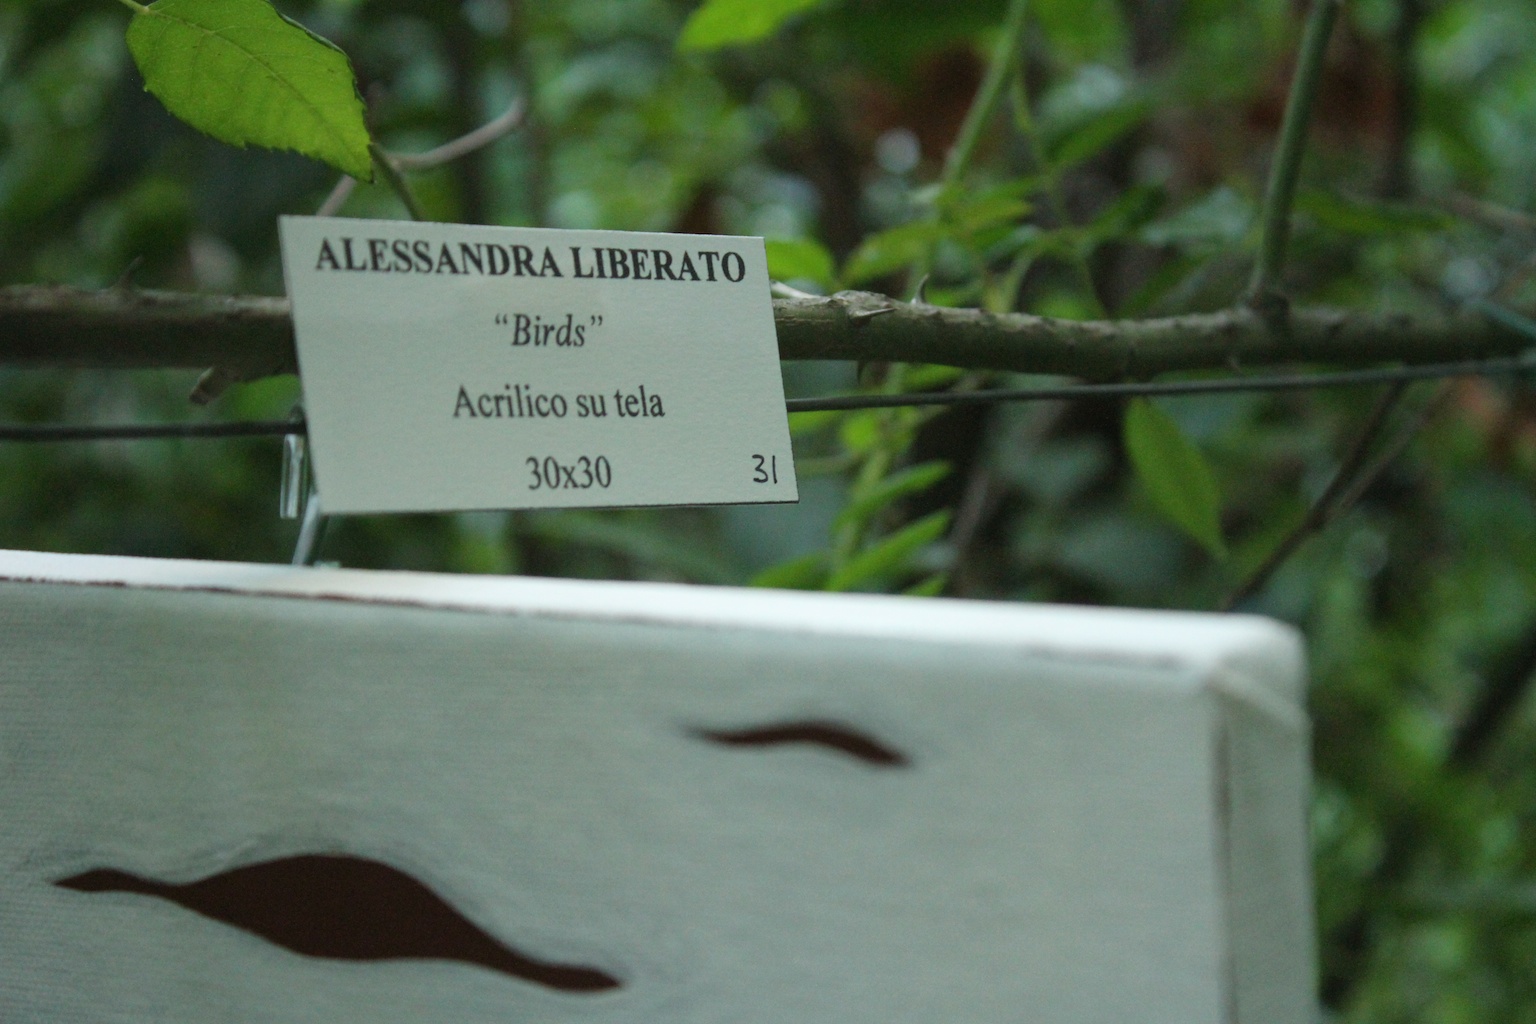 ALESSANDRA LIBERATO
“Birds”
Acrilico su tela
30x30
31